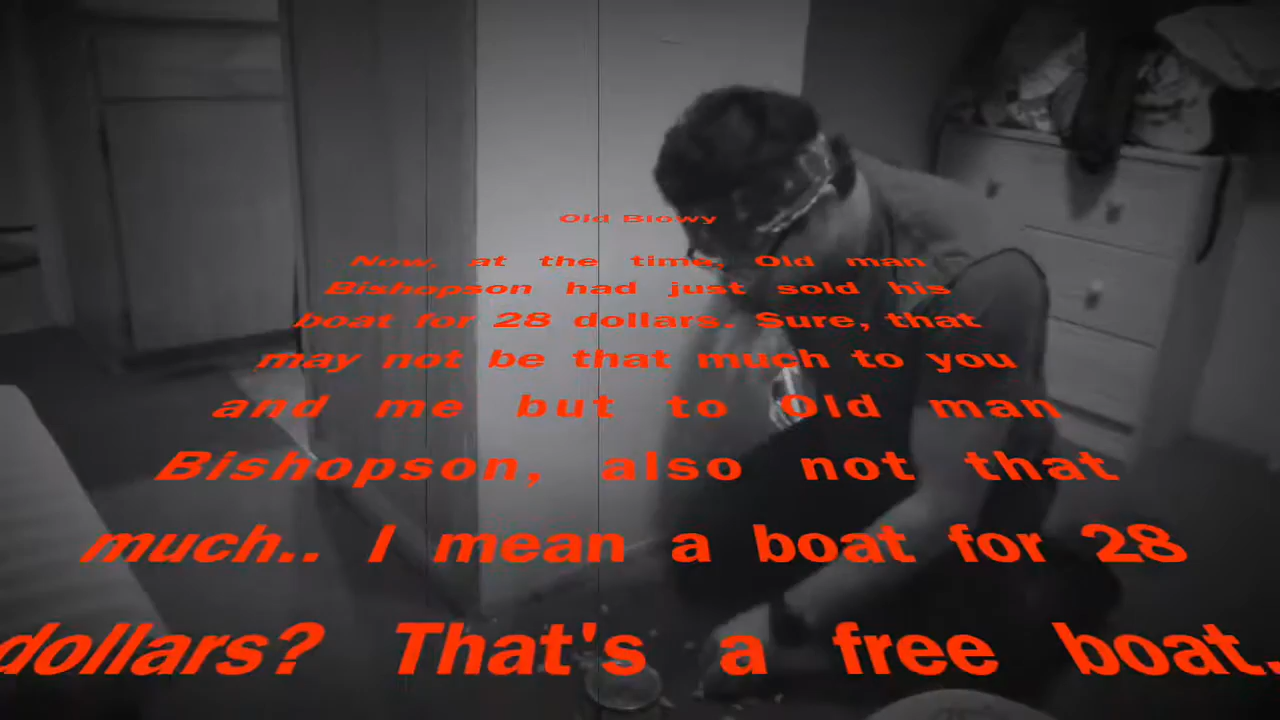 Old Blowy
Now, at the time, Old man
Bishopson had just sold his
boat for 28 dollars. Sure, that
may not be that much to you
and me but to Old man
Bishopson, also not that
much.. I mean a boat for 28
dollars? That's a free boat.